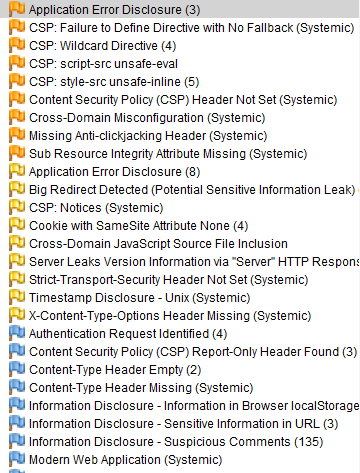 Application Error Disclosure (3)
CSP: Failure to Define Directive with No Fallback (Systemic)
CSP: Wildcard Directive (4)
CSP: script-src unsafe-eval
CSP: style-src unsafe-inline (5)
Content Security Policy (CSP) Header Not Set (Systemic)
Cross-Domain Misconfiguration (Systemic)
Missing Anti-clickjacking Header (Systemic)
Sub Resource Integrity Attribute Missing (Systemic)
Application Error Disclosure (8)
Big Redirect Detected (Potential Sensitive Information Leak) (
CSP: Notices (Systemic)
Cookie with SameSite Attribute None (4)
Cross-Domain JavaScript Source File Inclusion
Server Leaks Version Information via "Server" HTTP Respons
Strict-Transport-Security Header Not Set (Systemic)
Timestamp Disclosure - Unix (Systemic)
X-Content-Type-Options Header Missing (Systemic)
Authentication Request Identified (4)
Content Security Policy (CSP) Report-Only Header Found (3)
Content-Type Header Empty (2)
Content-Type Header Missing (Systemic)
Information Disclosure - Information in Browser localStorage
Information Disclosure - Sensitive Information in URL (3)
Information Disclosure - Suspicious Comments (135)
Modern Web Application (Systemic)